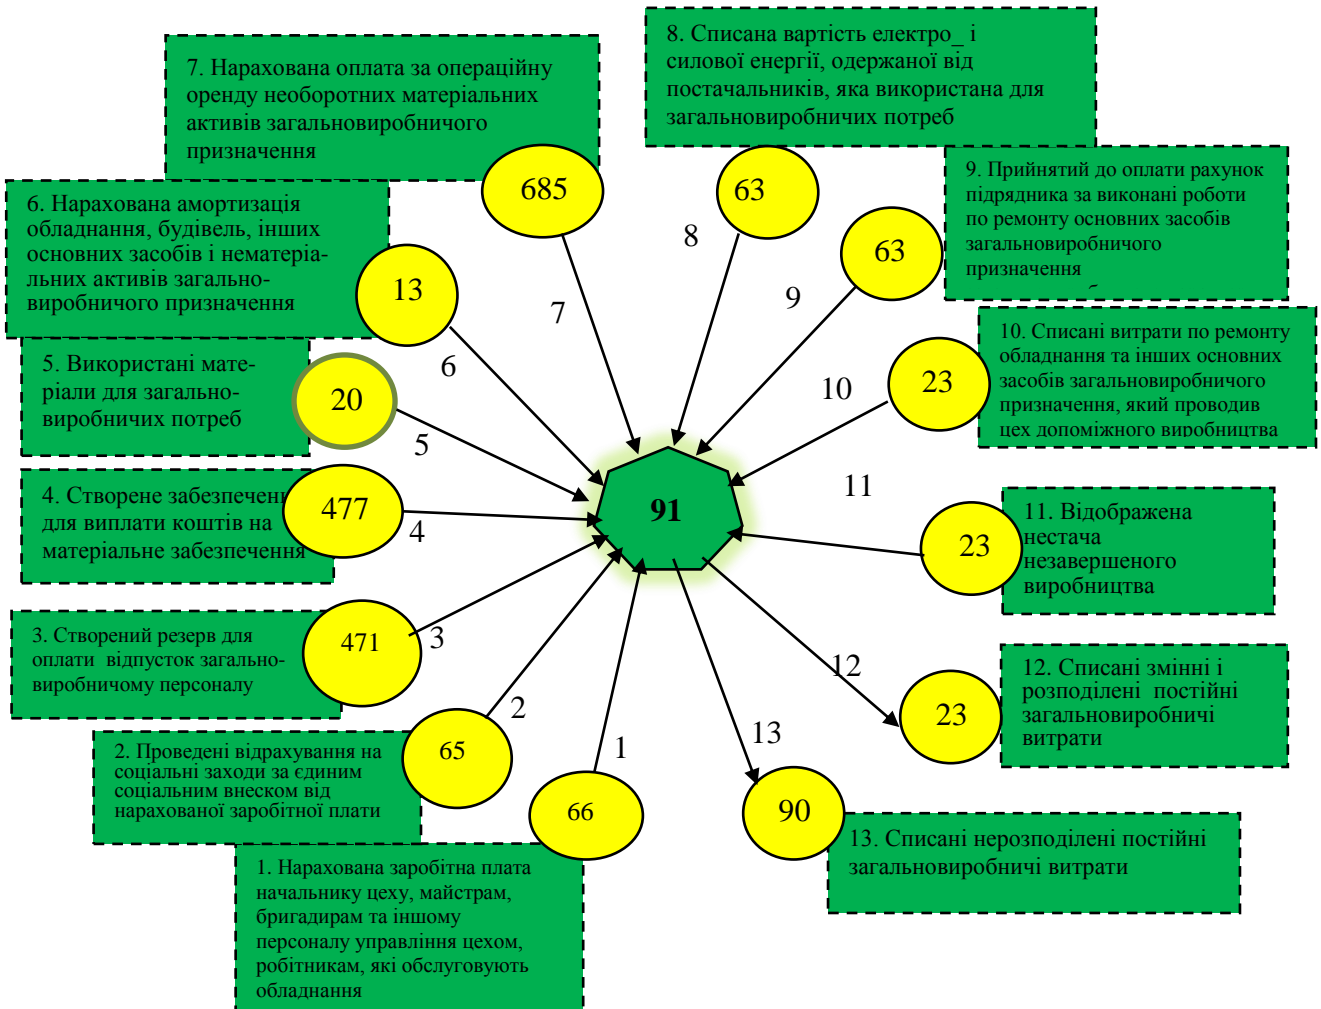 8. Списана вартість електро_ і
силової енергії, одержаної від
постачальників, яка використана для
загальновиробничих потреб
7. Нарахована оплата за операційну
оренду необоротних матеріальних
активів загальновиробничого
призначення
685
63
9. Прийнятий до оплати рахунок
підрядника за виконані роботи
по ремонту основних засобів
загальновиробничого
призначення
63
6. Нарахована амортизація
обладнання, будівель, інших
основних засобів і нематеріа-
льних активів загально-
виробничого призначення
13
8
9
7
10. Списані витрати по ремонту
обладнання та інших основних
засобів загальновиробничого
призначення, який проводив
цех допоміжного виробництва
23
10
5. Використані мате-
ріали для загально-
виробничих потреб
20
6
5
4. Створене забезпечен
для виплати коштів на
матеріальне забезпечення
477
4
91
11
23
11. Відображена
нестача
незавершеного
виробництва
3. Створений резерв для
оплати відпусток загально-
виробничому персоналу
471
3
12
12. Списані змінні і
розподілені постійні
загальновиробничі
витрати
23
2. Проведені відрахування на
соціальні заходи за єдиним
соціальним внеском від
нарахованої заробітної плати
65
2
1
13
66
90
13. Списані нерозподілені постійні
загальновиробничі витрати
1. Нарахована заробітна плата
начальнику цеху, майстрам,
бригадирам та іншому
персоналу управління цехом,
робітникам, які обслуговують
обладнання